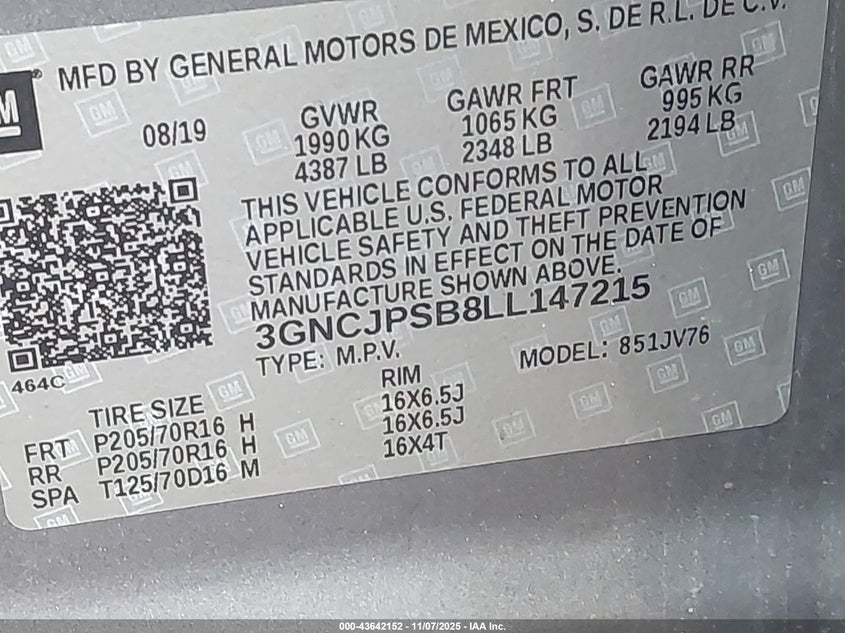 GM®
MFD BY GENERAL MOTORS DE MEXICO, S. DE R.L. DE C.V.
08/19
GVWR
1990 KG
4387 LB
GAWR FRT
1065 KG
2348 LB
GAWR RR
995 KG
2194 LB
THIS VEHICLE CONFORMS TO ALL
APPLICABLE U.S. FEDERAL MOTOR
VEHICLE SAFETY AND THEFT PREVENTION
STANDARDS IN EFFECT ON THE DATE OF
MANUFACTURE SHOWN ABOVE.
3GNCJPSB8LL147215
TYPE: M.P.V.
MODEL: 851JV76
464C
TIRE SIZE
RIM
FRT P205/70R16 H 16X6.5J
RR P205/70R16 H 16X6.5J
SPA T125/70D16 M 16X4T
000-43642152 - 11/07/2025 - IAA Inc.